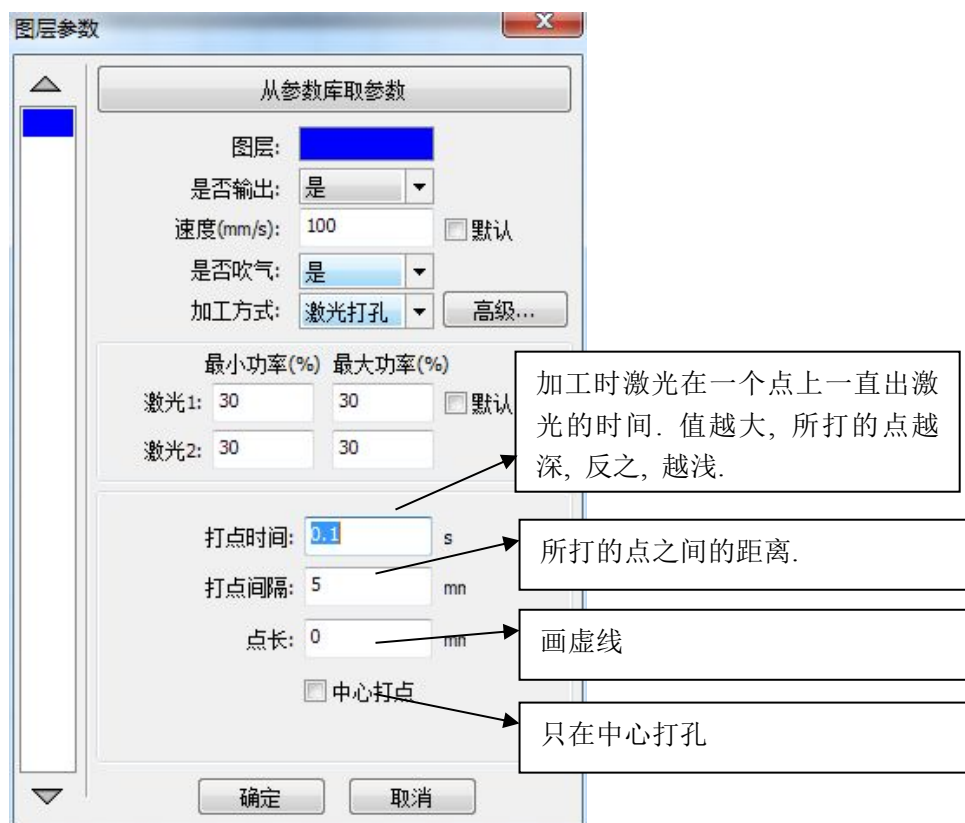 图层参数
从参数库取参数
图层:
是否输出: 是
速度(mm/s): 100 默认
是否吹气: 是
加工方式: 激光打孔 高级...
最小功率(%) 最大功率(%)
激光1: 30 30 默认
激光2: 30 30
打点时间: 0.1 s
打点间隔: 5 mm
点长: 0 mm
中心打点
确定 取消
加工时激光在一个点上一直出激
光的时间. 值越大, 所打的点越
深, 反之, 越浅.
所打的点之间的距离.
画虚线
只在中心打孔